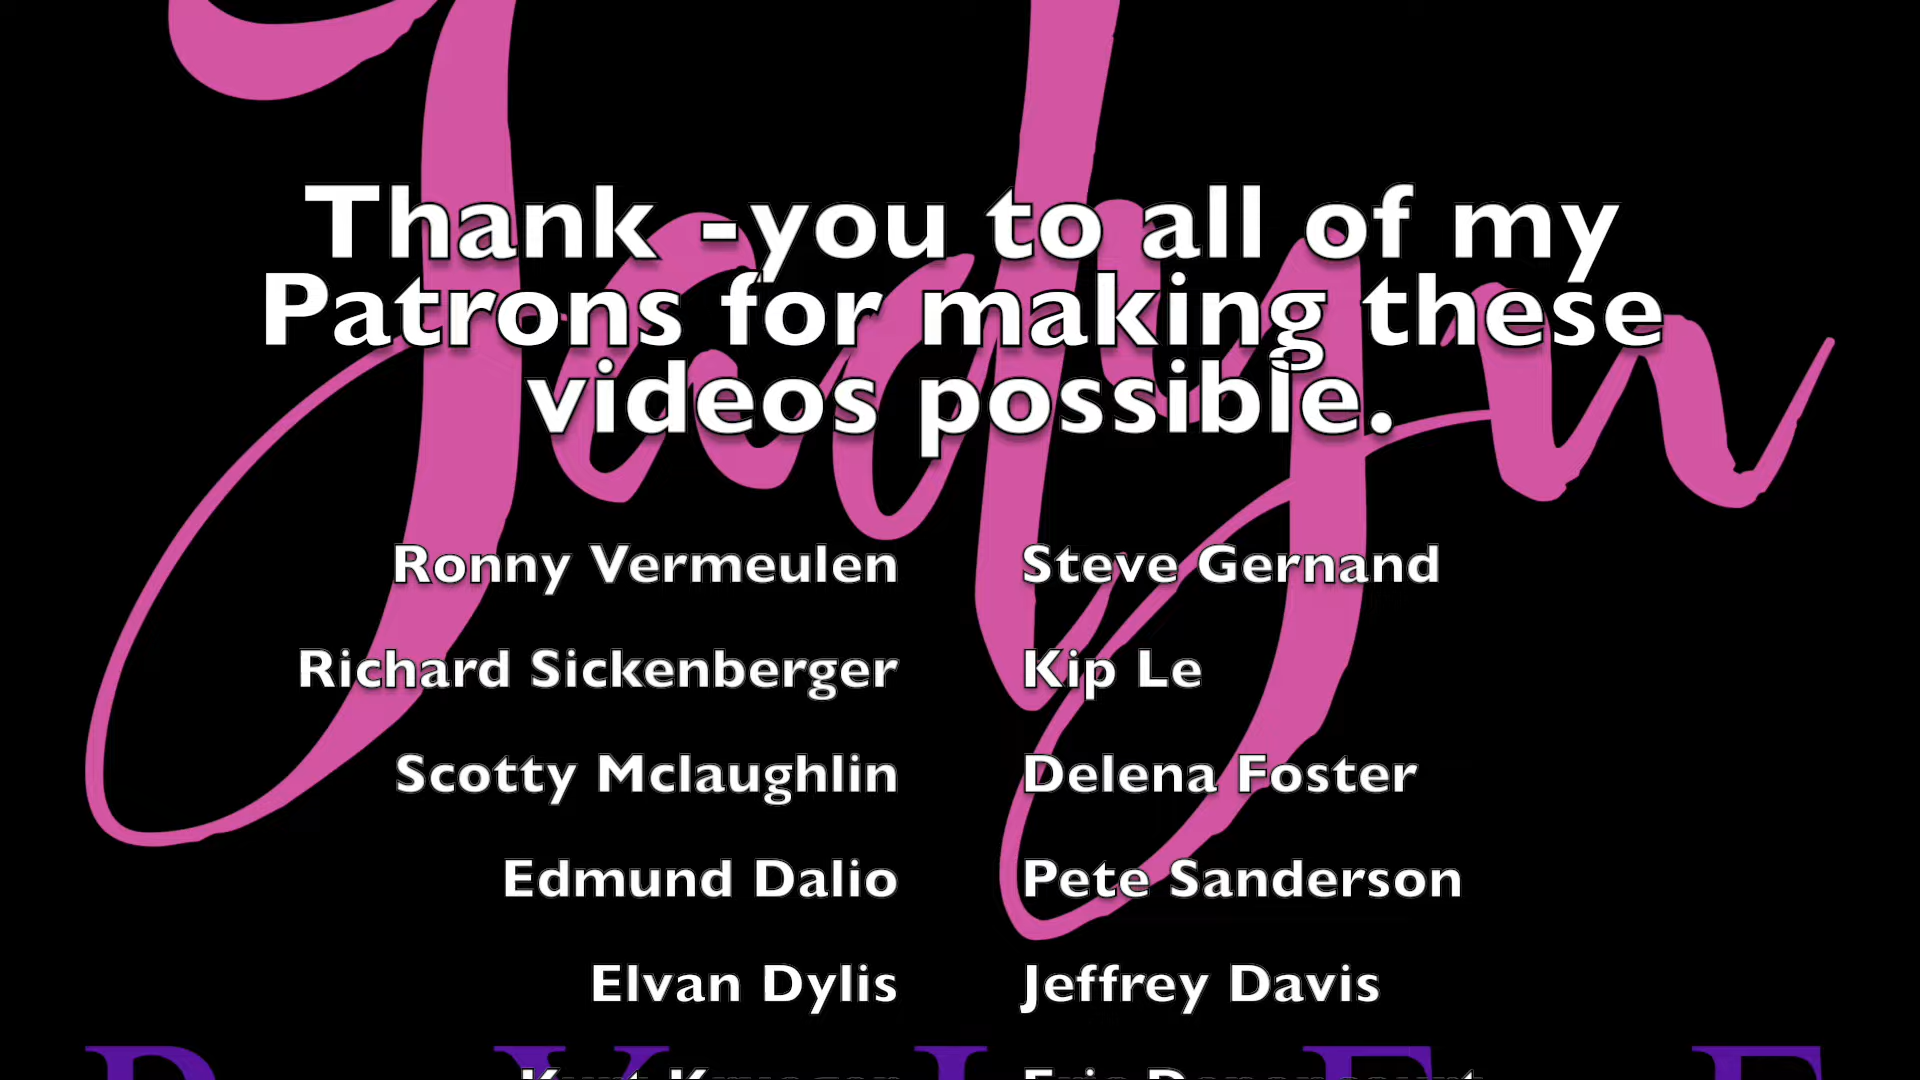 Jaclyn
Thank -you to all of my
Patrons for making these
videos possible.
Ronny Vermeulen Steve Gernand
Richard Sickenberger Kip Le
Scotty Mclaughlin Delena Foster
Edmund Dalio Pete Sanderson
Elvan Dylis Jeffrey Davis